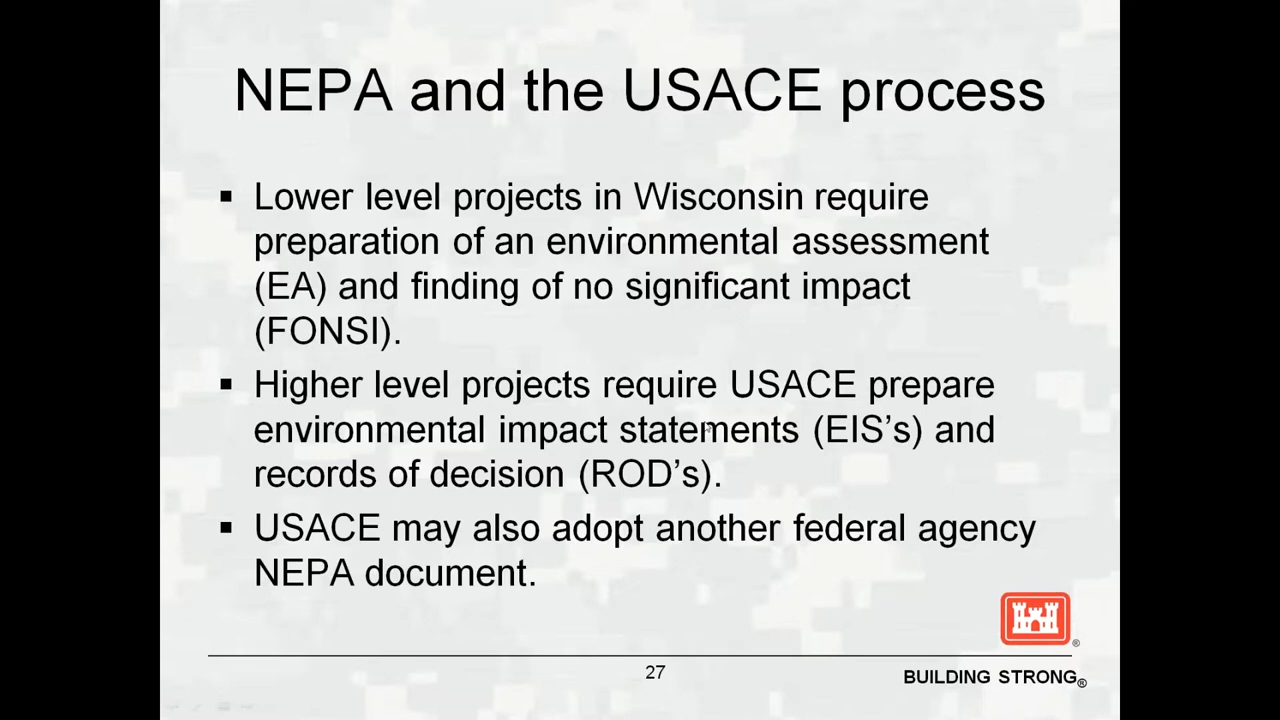 NEPA and the USACE process
▪ Lower level projects in Wisconsin require
preparation of an environmental assessment
(EA) and finding of no significant impact
(FONSI).
▪ Higher level projects require USACE prepare
environmental impact statements (EIS’s) and
records of decision (ROD’s).
▪ USACE may also adopt another federal agency
NEPA document.
®
27
BUILDING STRONG®